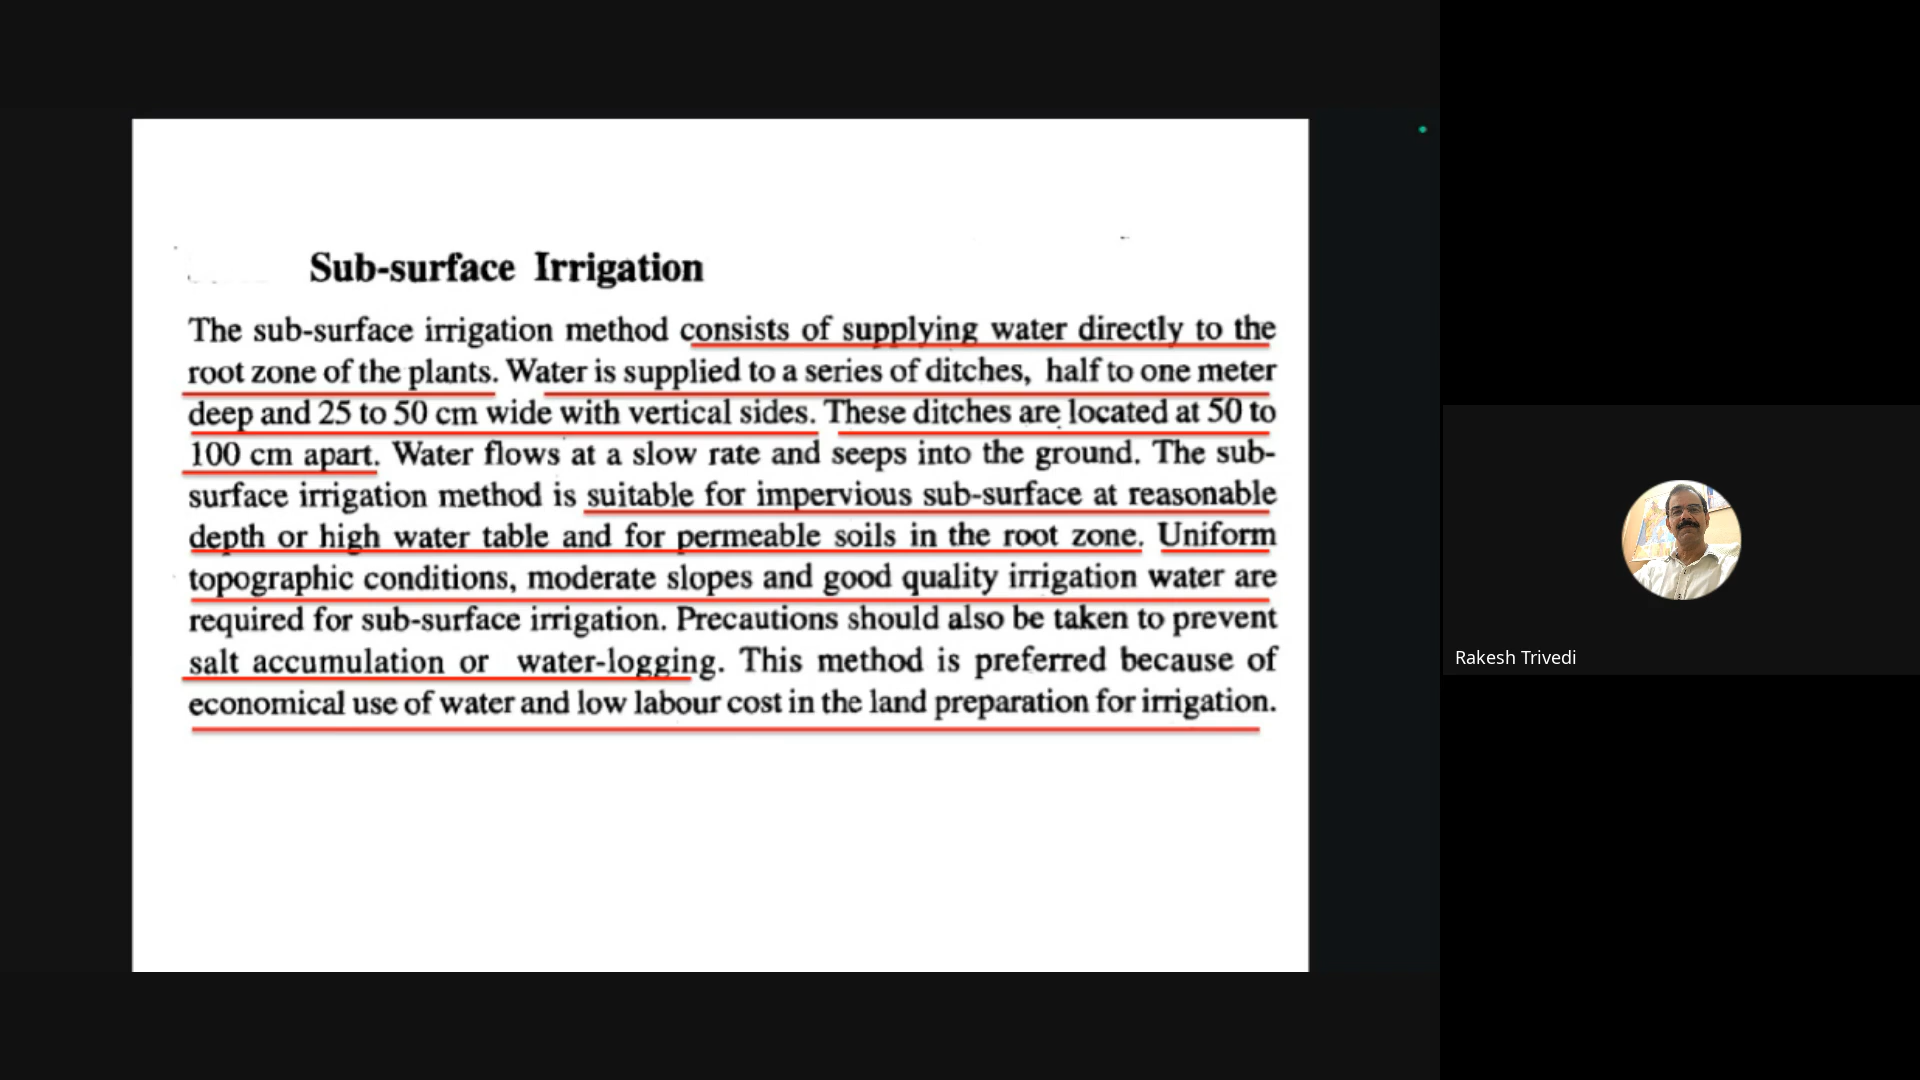 Sub-surface Irrigation
The sub-surface irrigation method consists of supplying water directly to the
root zone of the plants. Water is supplied to a series of ditches, half to one meter
deep and 25 to 50 cm wide with vertical sides. These ditches are located at 50 to
100 cm apart. Water flows at a slow rate and seeps into the ground. The sub-
surface irrigation method is suitable for impervious sub-surface at reasonable
depth or high water table and for permeable soils in the root zone. Uniform
topographic conditions, moderate slopes and good quality irrigation water are
required for sub-surface irrigation. Precautions should also be taken to prevent
salt accumulation or water-logging. This method is preferred because of
economical use of water and low labour cost in the land preparation for irrigation.
Rakesh Trivedi